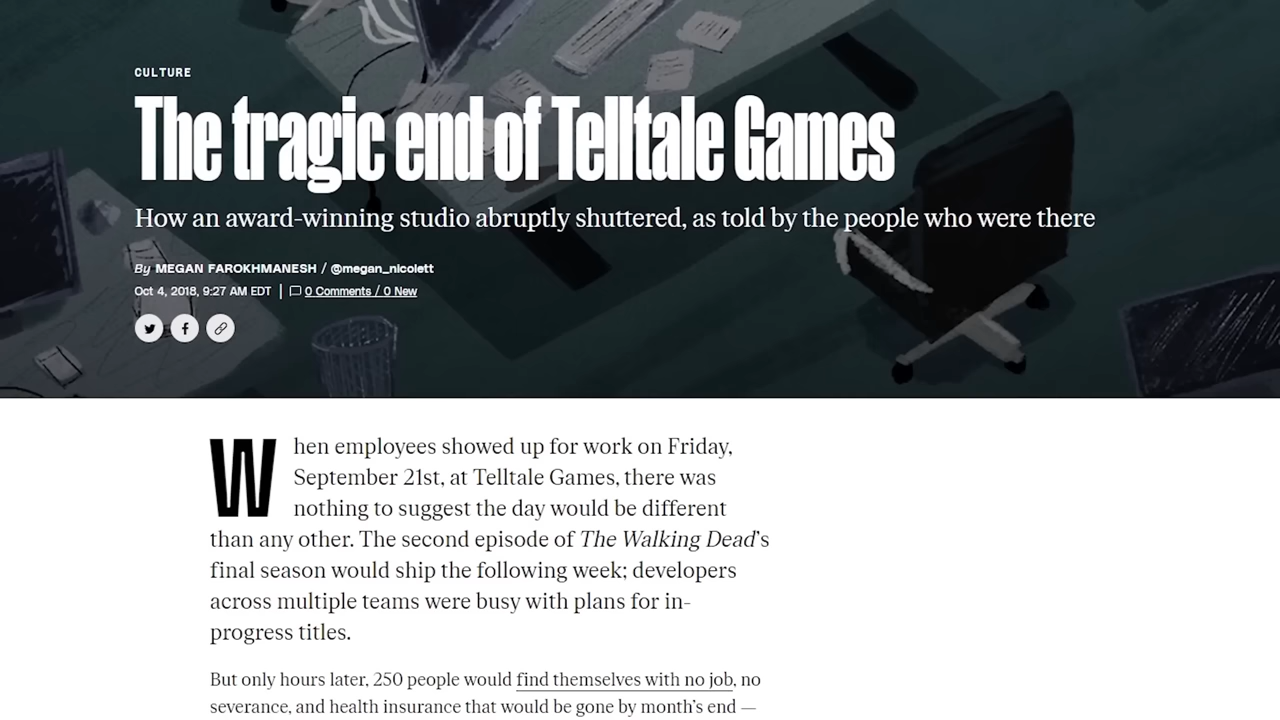 CULTURE
The tragic end of Telltale Games
How an award-winning studio abruptly shuttered, as told by the people who were there
By MEGAN FAROKHMANESH / @megan_nicolett
Oct 4, 2018, 9:27 AM EDT | 0 Comments / 0 New
When employees showed up for work on Friday,
September 21st, at Telltale Games, there was
nothing to suggest the day would be different
than any other. The second episode of The Walking Dead's
final season would ship the following week; developers
across multiple teams were busy with plans for in-
progress titles.
But only hours later, 250 people would find themselves with no job, no
severance, and health insurance that would be gone by month's end —